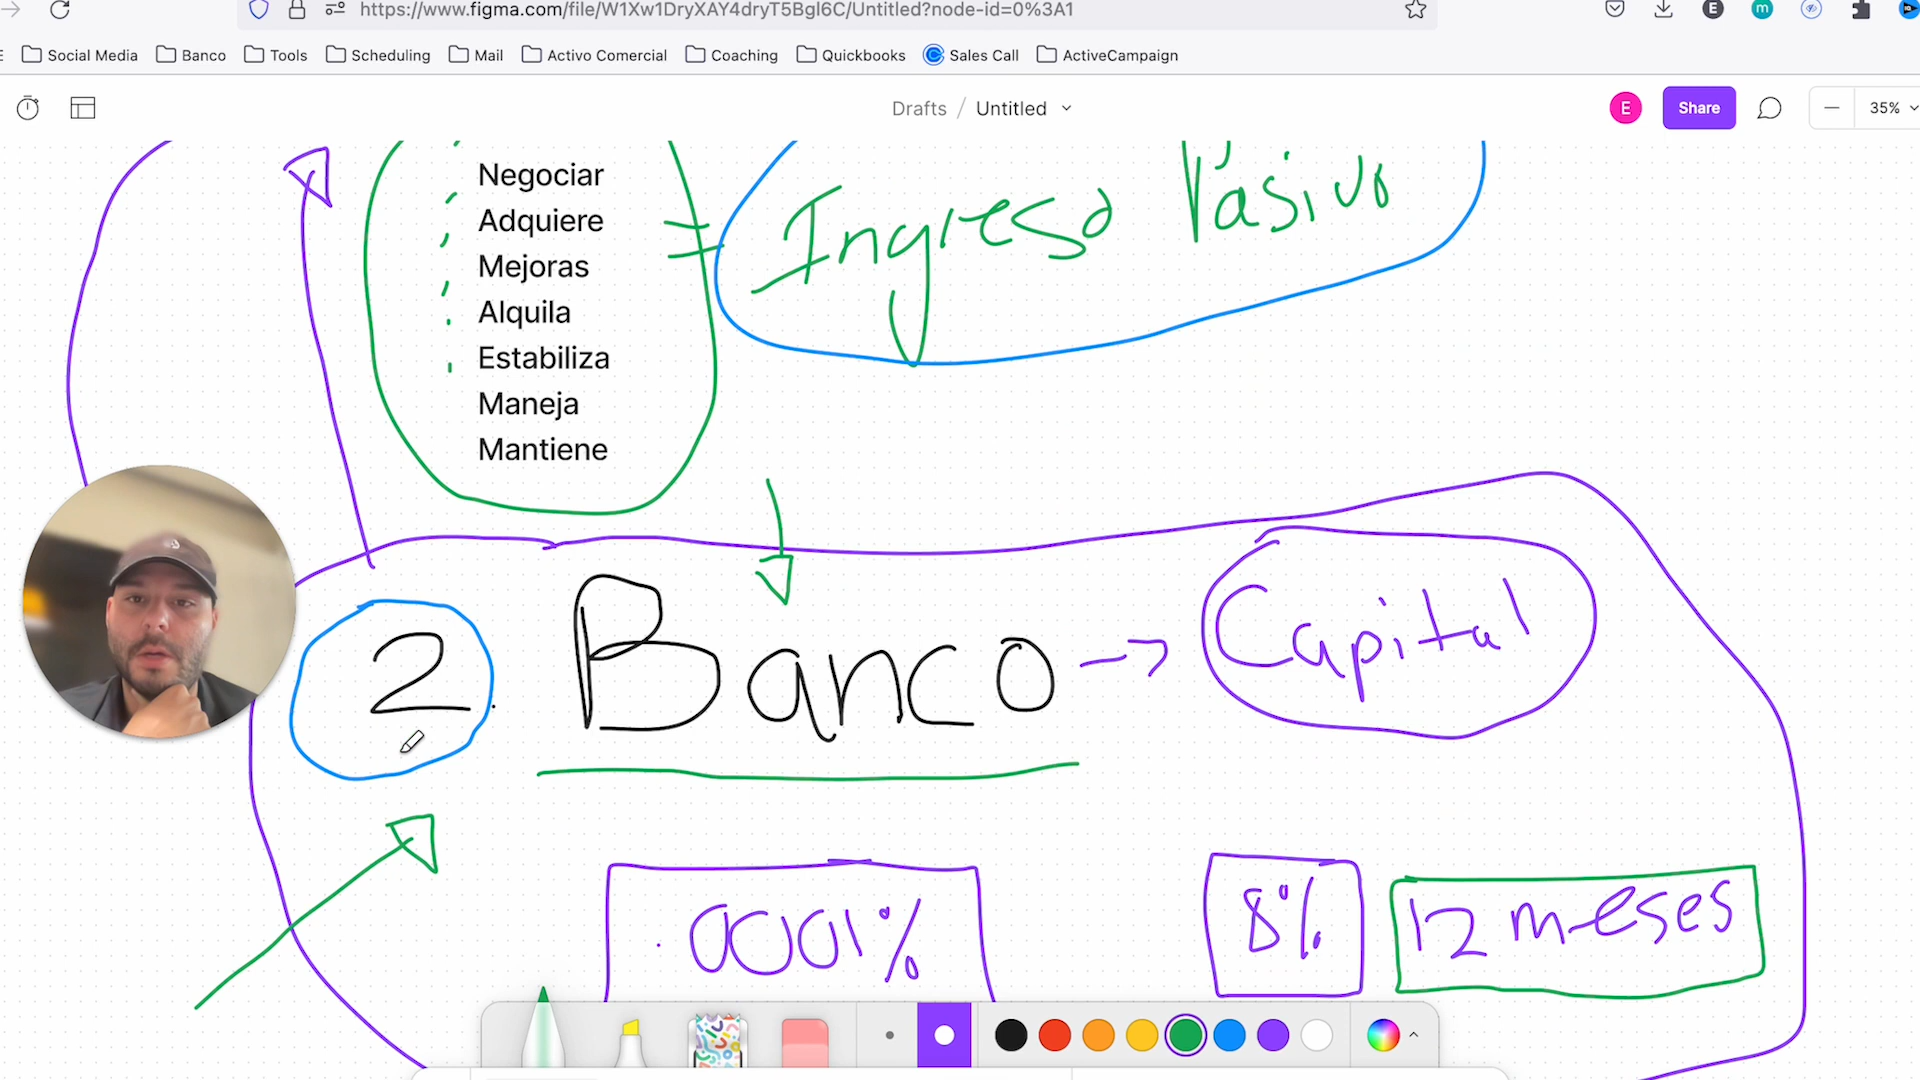 https://www.figma.com/file/W1Xw1DryXAY4dryT5Bgl6C/Untitled?node-id=0%3A1
E
m
Social Media
Banco
Tools
Scheduling
Mail
Activo Comercial
Coaching
Quickbooks
Sales Call
ActiveCampaign
Drafts / Untitled
E
Share
35%
Negociar
Adquiere
Mejoras
Alquila
Estabiliza
Maneja
Mantiene
Ingreso Pásivo
2. Banco -> Capital
.0001%
8%
12 meses